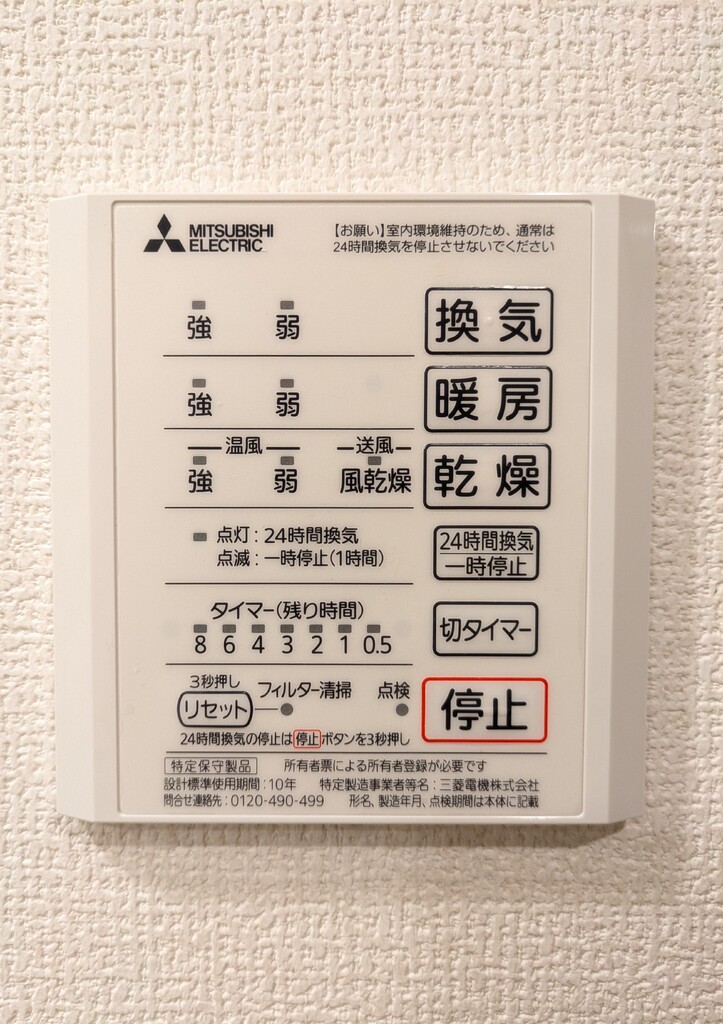 MITSUBISHI
ELECTRIC
【お願い】室内環境維持のため、通常は
24時間換気を停止させないでください
強 弱 換気
強 弱 暖房
温風 送風
強 弱 風乾燥 乾燥
点灯：24時間換気
点滅：一時停止(1時間)
24時間換気
一時停止
タイマー(残り時間)
8 6 4 3 2 1 0.5
切タイマー
3秒押し
リセット フィルター清掃 点検
停止
24時間換気の停止は停止ボタンを3秒押し
特定保守製品 所有者票による所有者登録が必要です
設計標準使用期間：10年 特定製造事業者等名：三菱電機株式会社
問合せ連絡先：0120-490-499 形名、製造年月、点検期間は本体に記載